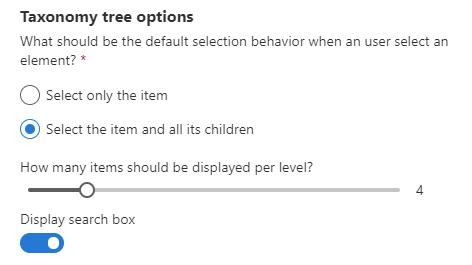 Taxonomy tree options
What should be the default selection behavior when an user select an
element? *
Select only the item
Select the item and all its children
How many items should be displayed per level?
4
Display search box